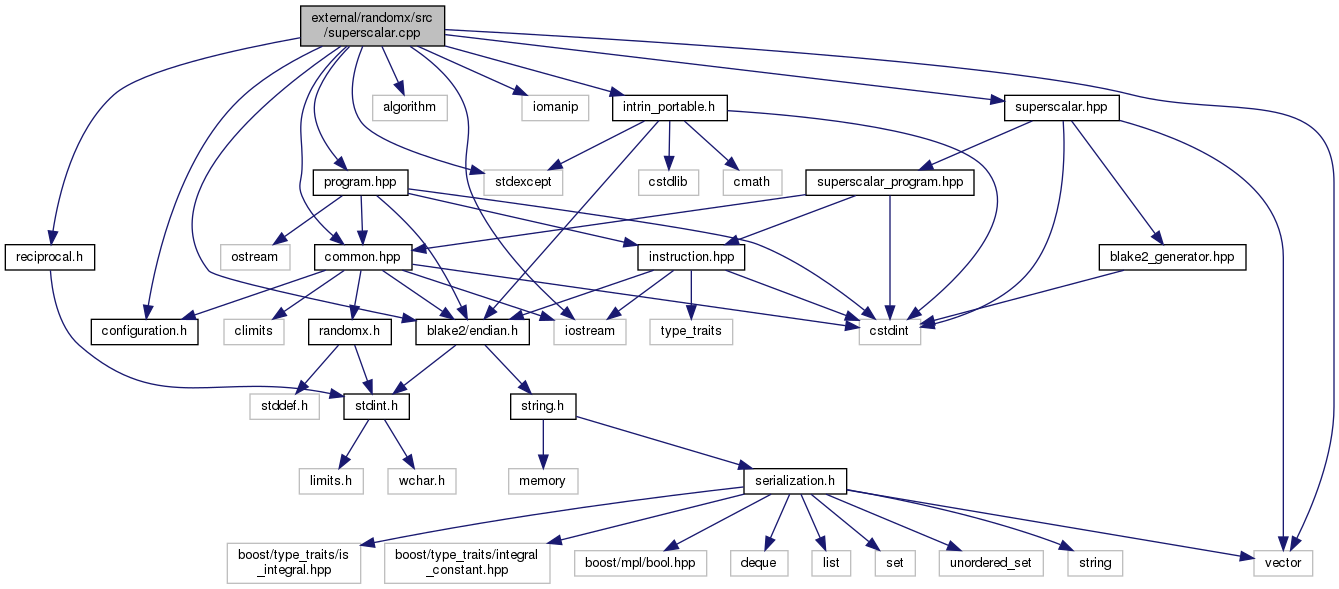 external/randomx/src
/superscalar.cpp
algorithm
iomanip
intrin_portable.h
superscalar.hpp
program.hpp
stdexcept
cstdlib
cmath
superscalar_program.hpp
reciprocal.h
ostream
common.hpp
instruction.hpp
blake2_generator.hpp
configuration.h
climits
randomx.h
blake2/endian.h
iostream
type_traits
cstdint
stddef.h
stdint.h
string.h
limits.h
wchar.h
memory
serialization.h
boost/type_traits/is
_integral.hpp
boost/type_traits/integral
_constant.hpp
boost/mpl/bool.hpp
deque
list
set
unordered_set
string
vector